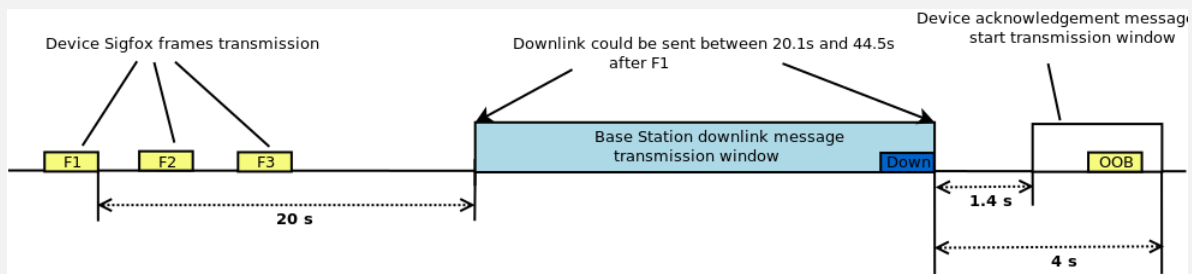 Device acknowledgement message
start transmission window
Device Sigfox frames transmission
Downlink could be sent between 20.1s and 44.5s
after F1
Base Station downlink message
transmission window
F1
F2
F3
Down
OOB
1.4 s
20 s
4 s